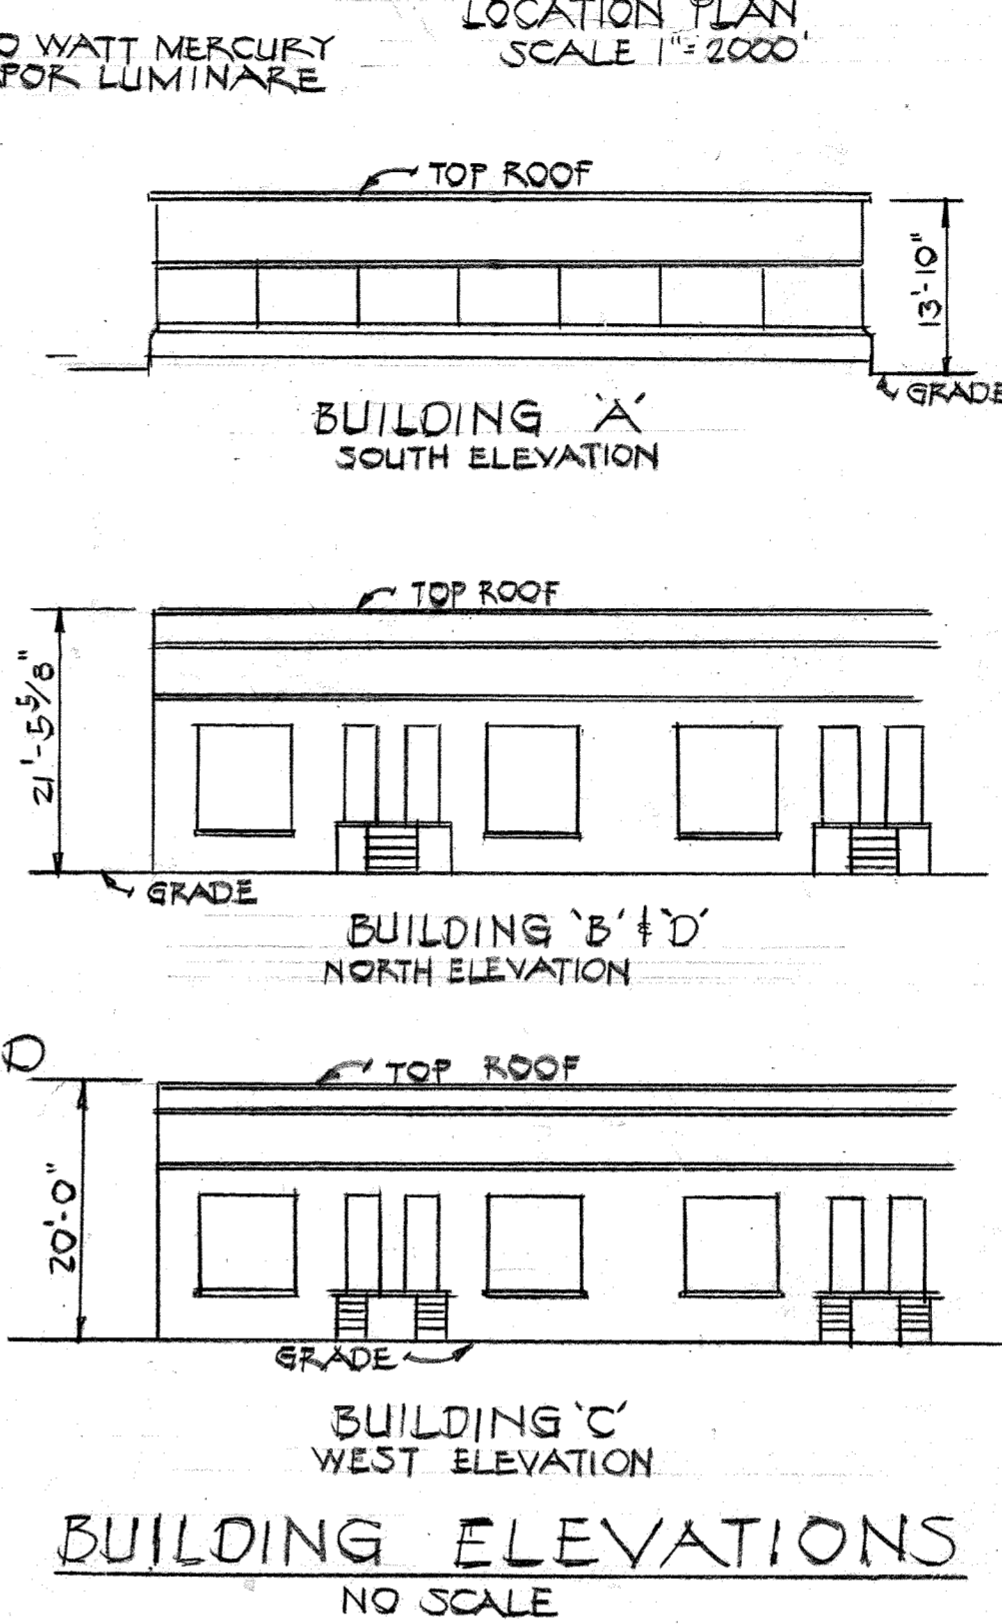 LOCATION PLAN
SCALE 1"=2000'
0 WATT MERCURY
POR LUMINARE
TOP ROOF
13'-10"
GRADE
BUILDING 'A'
SOUTH ELEVATION
TOP ROOF
21'-5 5/8"
GRADE
BUILDING 'B' & 'D'
NORTH ELEVATION
D
TOP ROOF
20'-0"
GRADE
BUILDING 'C'
WEST ELEVATION
BUILDING ELEVATIONS
NO SCALE